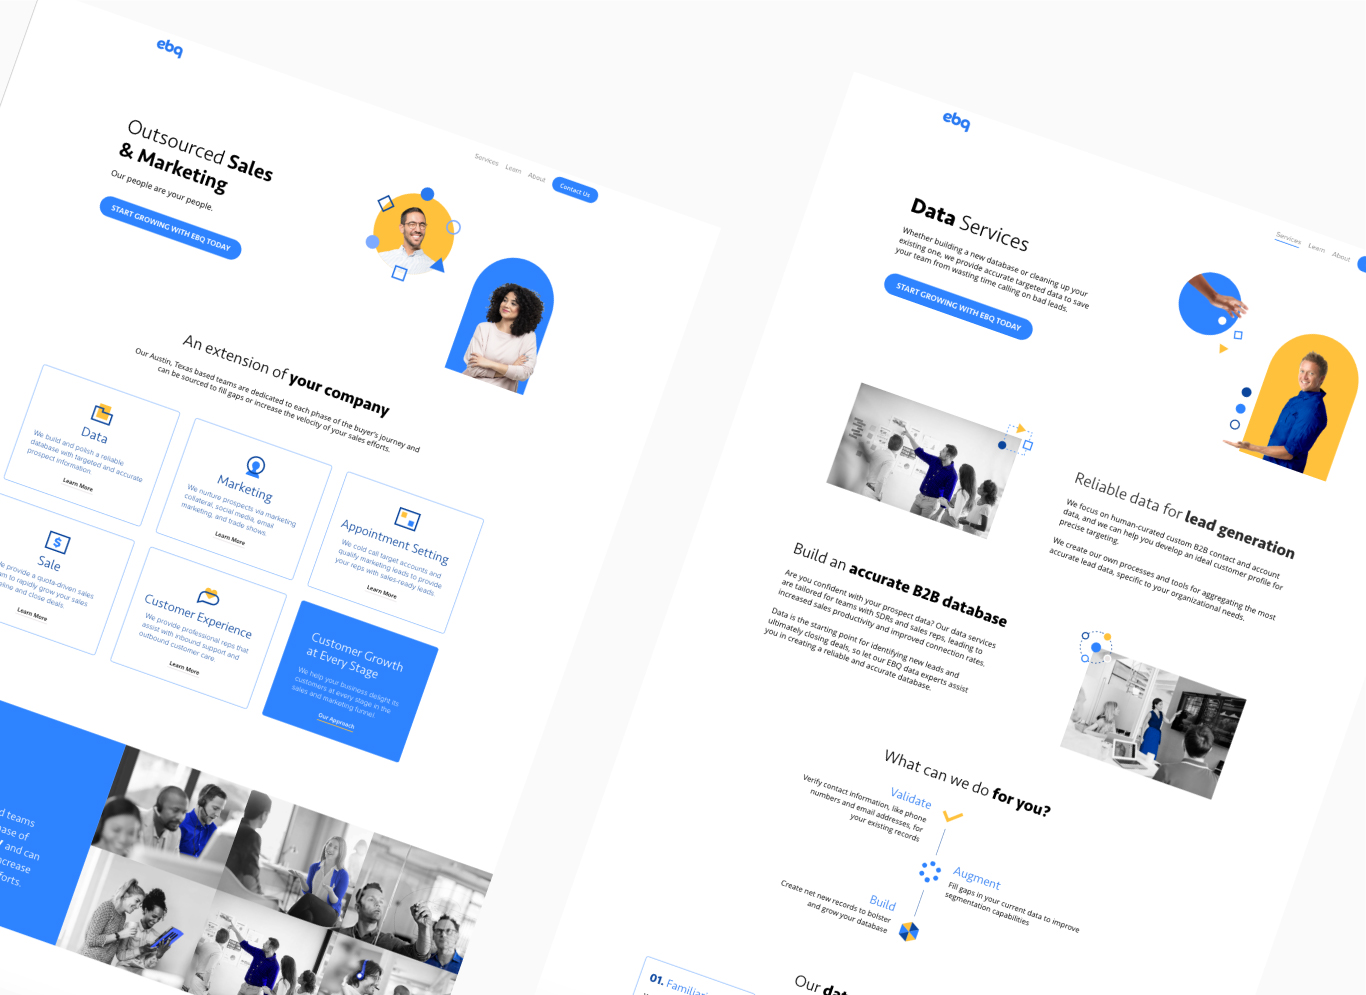 ebq
Services Learn About Contact Us
Outsourced Sales
& Marketing
Our people are your people.
START GROWING WITH EBQ TODAY
An extension of your company
Our Austin, Texas based teams are dedicated to each phase of the buyer's journey and
can be sourced to fill gaps or increase the velocity of your sales efforts.
Data
We build and polish a reliable
database with targeted and accurate
prospect information
Learn More
Marketing
We nurture prospects via marketing
collateral, social media, email
marketing, and trade shows.
Learn More
Appointment Setting
We cold call target accounts and
qualify marketing leads to provide
your reps with sales-ready leads.
Learn More
Sale
provide a quota-driven sales
to rapidly grow your sales
and close deals.
Learn More
Customer Experience
We provide professional reps that
assist with inbound support and
outbound customer care.
Learn More
Customer Growth
at Every Stage
We help your business delight its
customers at every stage in the
sales and marketing funnel.
Our Approach
teams
of
and can
ebq
Services Learn About
Data Services
Whether building a new database or cleaning up your
existing one, we provide accurate targeted data to save
your team from wasting time calling on bad leads.
START GROWING WITH EBQ TODAY
Reliable data for lead generation
We focus on human-curated custom B2B contact and account
data, and we can help you develop an ideal customer profile for
precise targeting.
We create our own processes and tools for aggregating the most
accurate lead data, specific to your organizational needs.
Build an accurate B2B database
Are you confident with your prospect data? Our data services
are tailored for teams with SDRs and sales reps, leading to
increased sales productivity and improved connection rates.
Data is the starting point for identifying new leads and
ultimately closing deals, so let our EBQ data experts assist
you in creating a reliable and accurate database.
What can we do for you?
Validate
Verify contact information, like phone
numbers and email addresses, for
your existing records
Augment
Fill gaps in your current data to improve
segmentation capabilities
Build
Create net new records to bolster
and grow your database
01.
Our